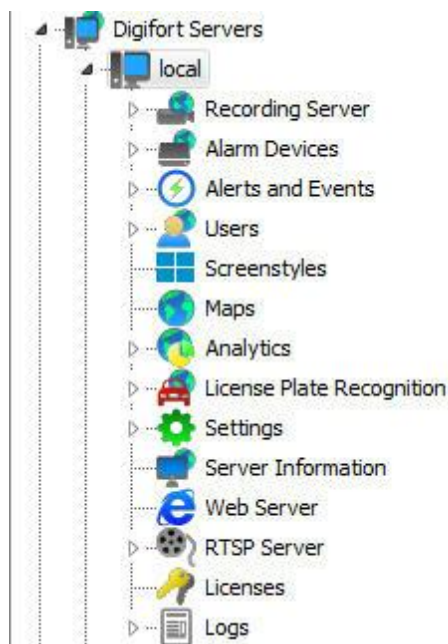 Digifort Servers
local
Recording Server
Alarm Devices
Alerts and Events
Users
Screenstyles
Maps
Analytics
License Plate Recognition
Settings
Server Information
Web Server
RTSP Server
Licenses
Logs